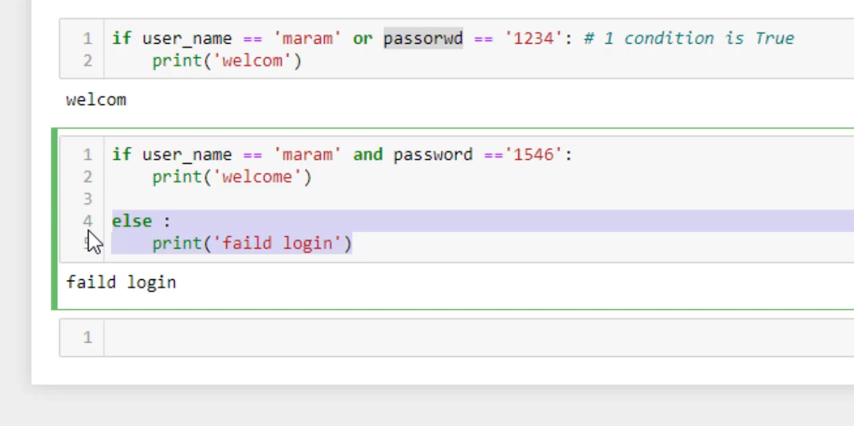 1 if user_name == 'maram' or passorwd == '1234': # 1 condition is True
2 print('welcom')
welcom
1 if user_name == 'maram' and password =='1546':
2 print('welcome')
3
4 else :
print('faild login')
faild login
1